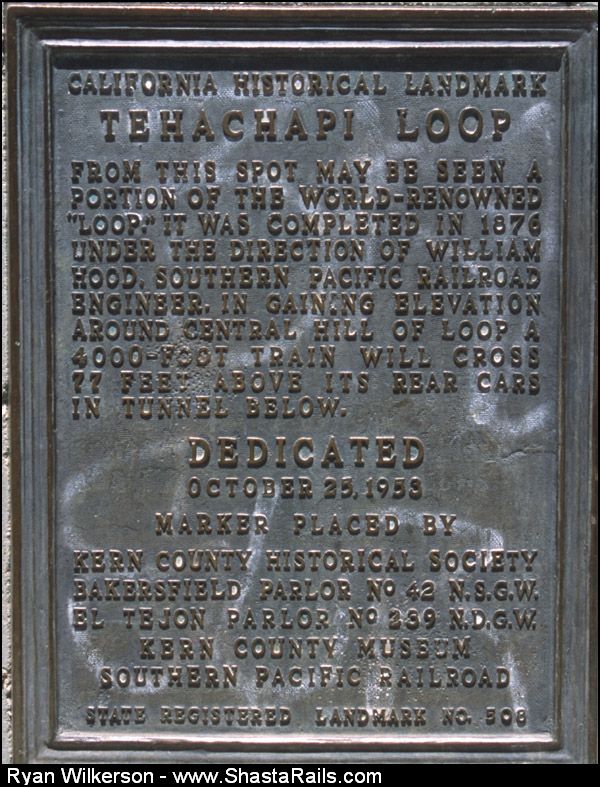 CALIFORNIA HISTORICAL LANDMARK
TEHACHAPI LOOP
FROM THIS SPOT MAY BE SEEN A
PORTION OF THE WORLD-RENOWNED
"LOOP." IT WAS COMPLETED IN 1876
UNDER THE DIRECTION OF WILLIAM
HOOD, SOUTHERN PACIFIC RAILROAD
ENGINEER. IN GAINING ELEVATION
AROUND CENTRAL HILL OF LOOP A
4000-FOOT TRAIN WILL CROSS
77 FEET ABOVE ITS REAR CARS
IN TUNNEL BELOW.
DEDICATED
OCTOBER 25, 1953
MARKER PLACED BY
KERN COUNTY HISTORICAL SOCIETY
BAKERSFIELD PARLOR NO 42 N.S.G.W.
EL TEJON PARLOR NO 239 N.D.G.W.
KERN COUNTY MUSEUM
SOUTHERN PACIFIC RAILROAD
STATE REGISTERED LANDMARK NO. 508
Ryan Wilkerson - www.ShastaRails.com